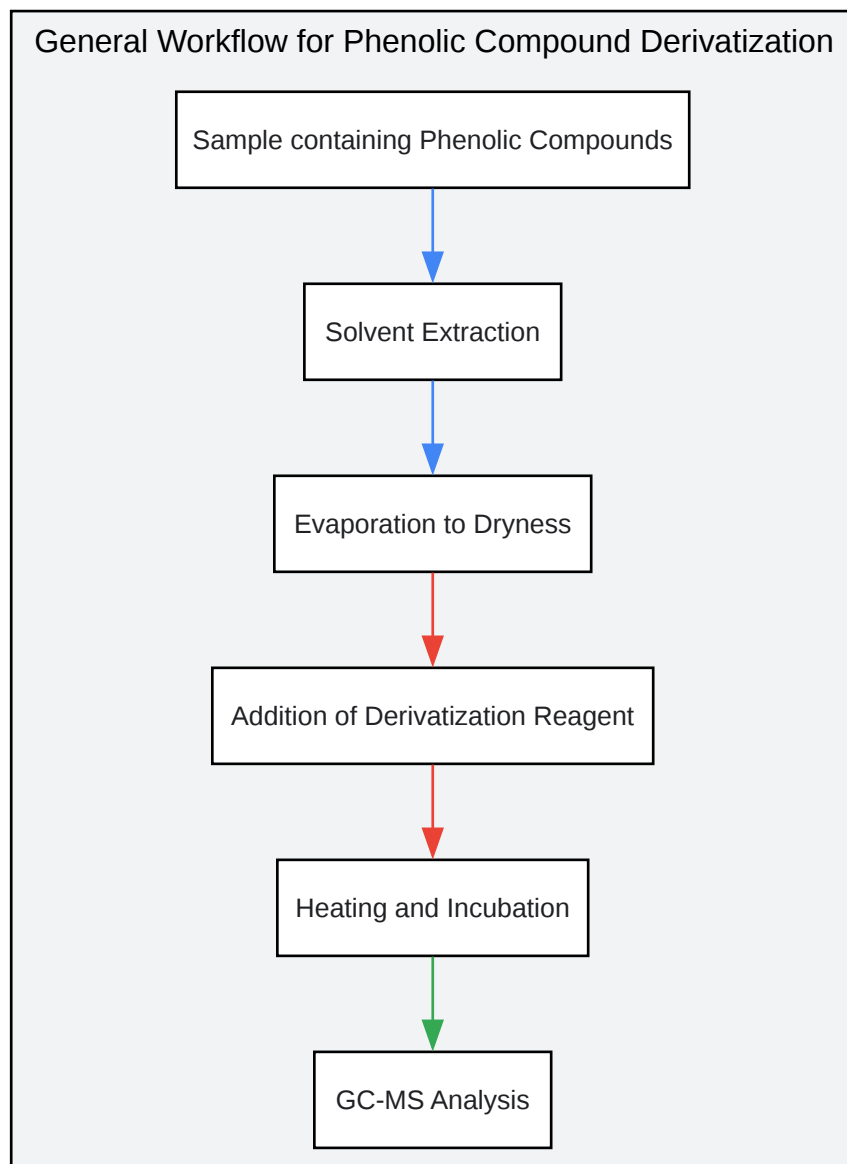 General Workflow for Phenolic Compound Derivatization
Sample containing Phenolic Compounds
Solvent Extraction
Evaporation to Dryness
Addition of Derivatization Reagent
Heating and Incubation
GC-MS Analysis